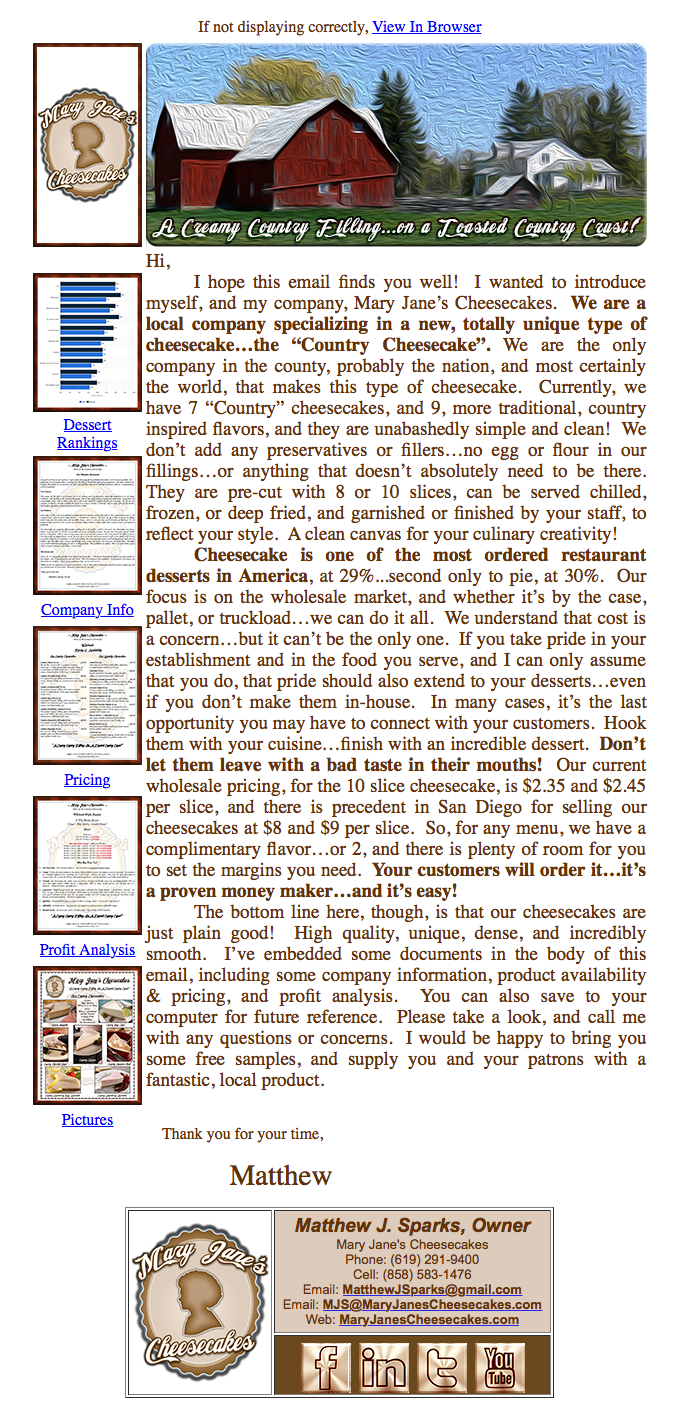 If not displaying correctly, View In Browser
Mary Jane's
Cheesecakes
A Creamy Country Filling...on a Toasted Country Crust!
Hi,
I hope this email finds you well! I wanted to introduce
myself, and my company, Mary Jane’s Cheesecakes. We are a
local company specializing in a new, totally unique type of
cheesecake…the “Country Cheesecake”. We are the only
company in the county, probably the nation, and most certainly
the world, that makes this type of cheesecake. Currently, we
have 7 “Country” cheesecakes, and 9, more traditional, country
inspired flavors, and they are unabashedly simple and clean! We
don’t add any preservatives or fillers…no egg or flour in our
fillings…or anything that doesn’t absolutely need to be there.
They are pre-cut with 8 or 10 slices, can be served chilled,
frozen, or deep fried, and garnished or finished by your staff, to
reflect your style. A clean canvas for your culinary creativity!
Cheesecake is one of the most ordered restaurant
desserts in America, at 29%...second only to pie, at 30%. Our
focus is on the wholesale market, and whether it’s by the case,
pallet, or truckload…we can do it all. We understand that cost is
a concern…but it can’t be the only one. If you take pride in your
establishment and in the food you serve, and I can only assume
that you do, that pride should also extend to your desserts…even
if you don’t make them in-house. In many cases, it’s the last
opportunity you may have to connect with your customers. Hook
them with your cuisine…finish with an incredible dessert. Don’t
let them leave with a bad taste in their mouths! Our current
wholesale pricing, for the 10 slice cheesecake, is $2.35 and $2.45
per slice, and there is precedent in San Diego for selling our
cheesecakes at $8 and $9 per slice. So, for any menu, we have a
complimentary flavor…or 2, and there is plenty of room for you
to set the margins you need. Your customers will order it…it’s
a proven money maker…and it’s easy!
The bottom line here, though, is that our cheesecakes are
just plain good! High quality, unique, dense, and incredibly
smooth. I’ve embedded some documents in the body of this
email, including some company information, product availability
& pricing, and profit analysis. You can also save to your
computer for future reference. Please take a look, and call me
with any questions or concerns. I would be happy to bring you
some free samples, and supply you and your patrons with a
fantastic, local product.
Dessert
Rankings
Company Info
Pricing
Profit Analysis
Mary Jane's Cheesecakes
Pictures
Thank you for your time,
Matthew
Mary Jane's
Cheesecakes
Matthew J. Sparks, Owner
Mary Jane's Cheesecakes
Phone: (619) 291-9400
Cell: (858) 583-1476
Email: MatthewJSparks@gmail.com
Email: MJS@MaryJanesCheesecakes.com
Web: MaryJanesCheesecakes.com
f in t You Tube